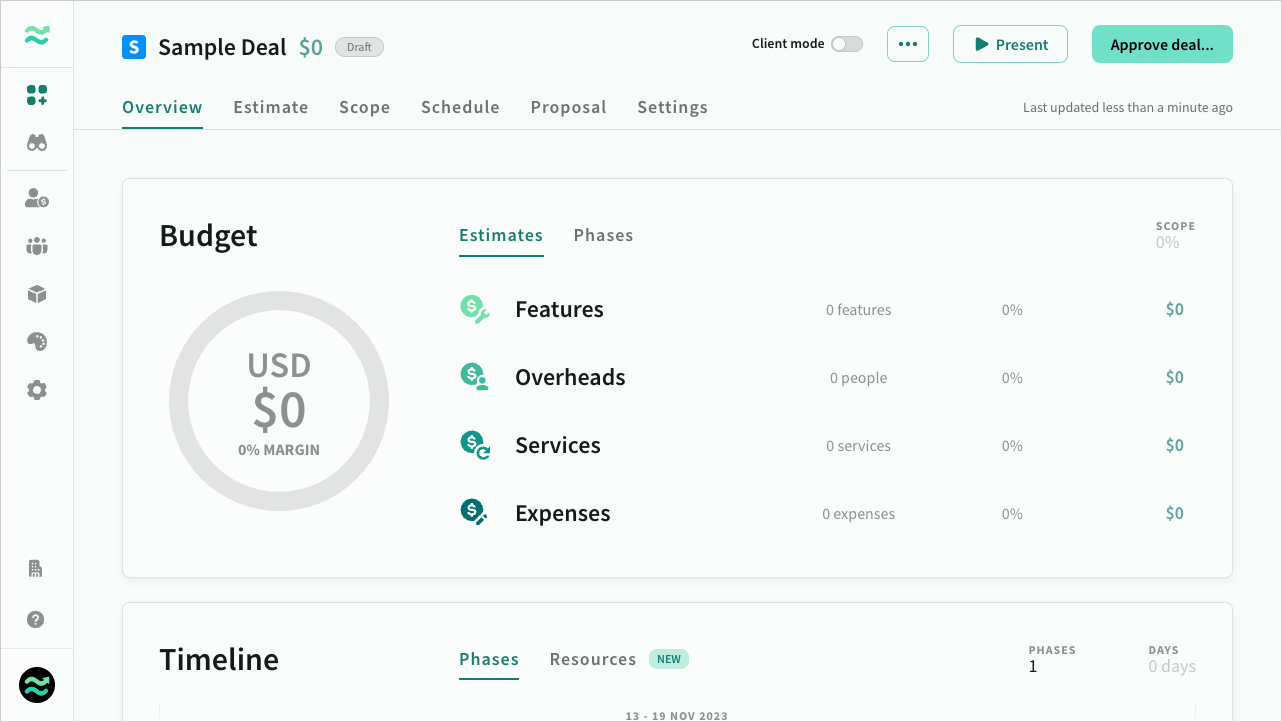 S Sample Deal $0 Draft
Client mode
Present
Approve deal...
Overview Estimate Scope Schedule Proposal Settings
Last updated less than a minute ago
Budget
Estimates Phases
SCOPE
0%
USD
$0
0% MARGIN
Features 0 features 0% $0
Overheads 0 people 0% $0
Services 0 services 0% $0
Expenses 0 expenses 0% $0
Timeline
Phases Resources NEW
PHASES
1
DAYS
0 days
13 - 19 NOV 2023